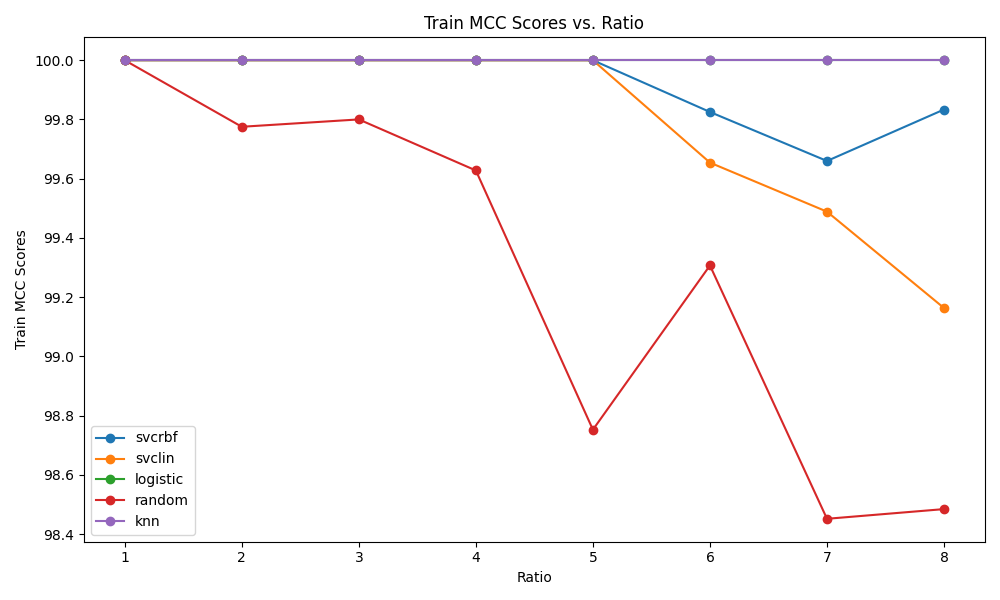 Train MCC Scores vs. Ratio
Train MCC Scores
100.0
99.8
99.6
99.4
99.2
99.0
98.8
98.6
98.4
svcrbf
svclin
logistic
random
knn
1 2 3 4 5 6 7 8
Ratio